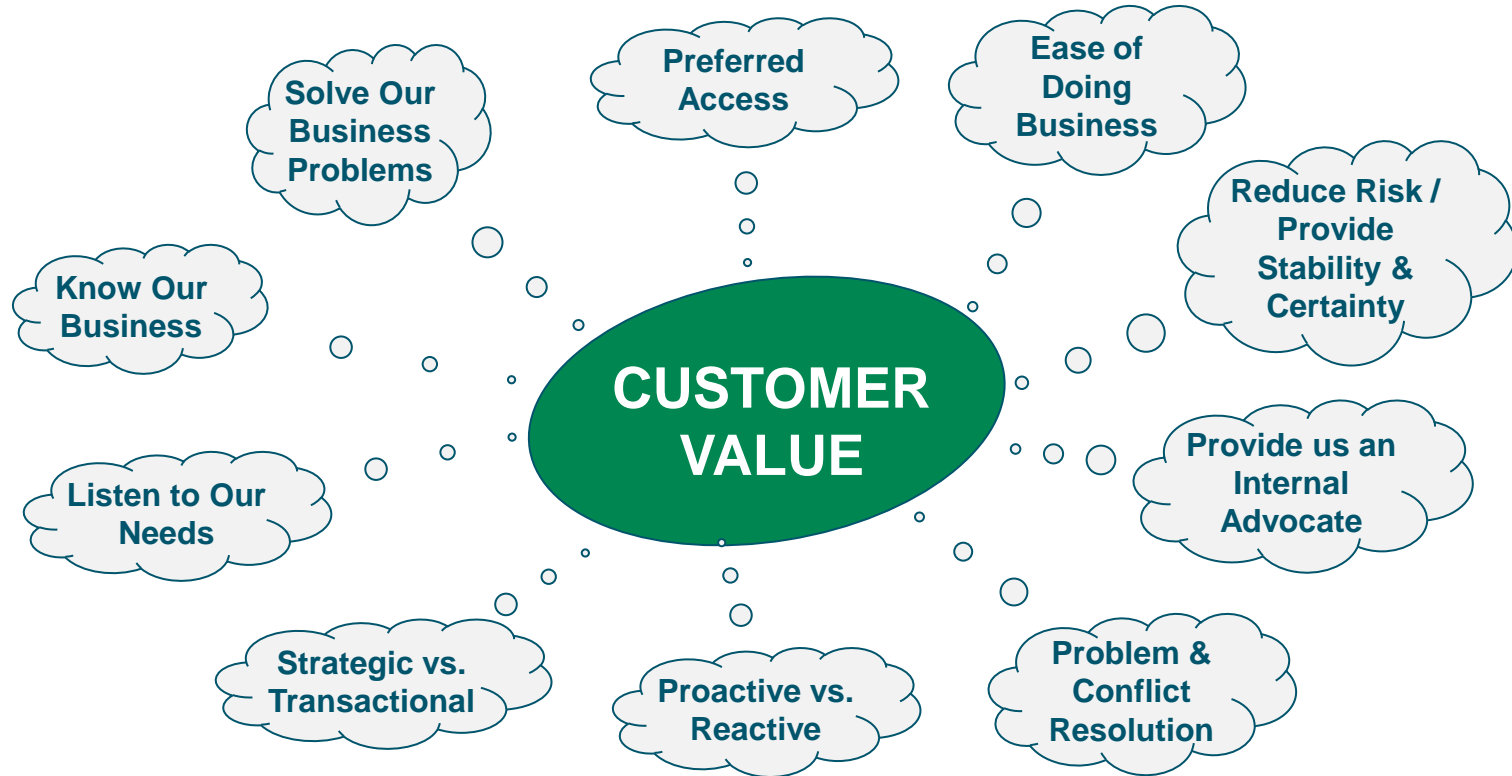 Preferred
Access
Ease of
Doing
Business
Solve Our
Business
Problems
Reduce Risk /
Provide
Stability &
Certainty
Know Our
Business
CUSTOMER
VALUE
Provide us an
Internal
Advocate
Listen to Our
Needs
Strategic vs.
Transactional
Proactive vs.
Reactive
Problem &
Conflict
Resolution